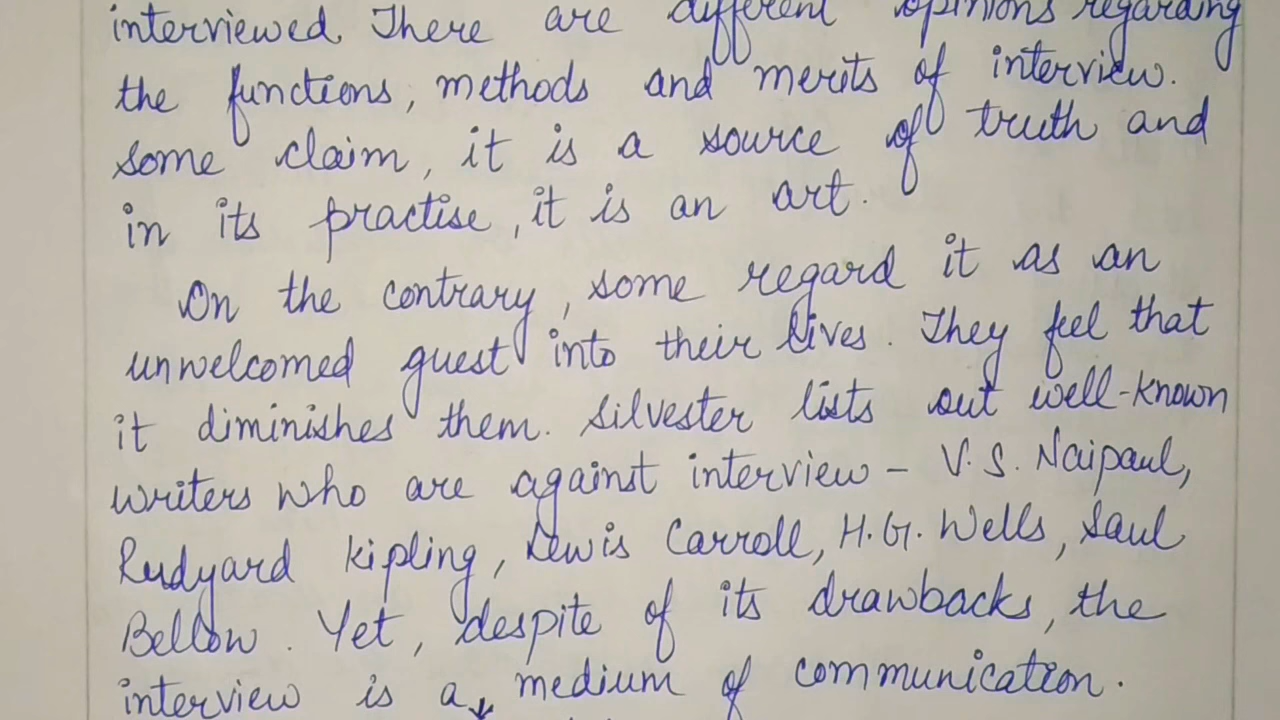 interviewed. There are different opinions regarding
the functions, methods and merits of interview.
Some claim, it is a source of truth and
in its practise, it is an art.
On the contrary, some regard it as an
unwelcomed guest into their lives. They feel that
it diminishes them. Silvester lists out well-known
writers who are against interview – V. S. Naipaul,
Rudyard Kipling, Lewis Carroll, H. G. Wells, Saul
Bellow. Yet, despite of its drawbacks, the
interview is a medium of communication.